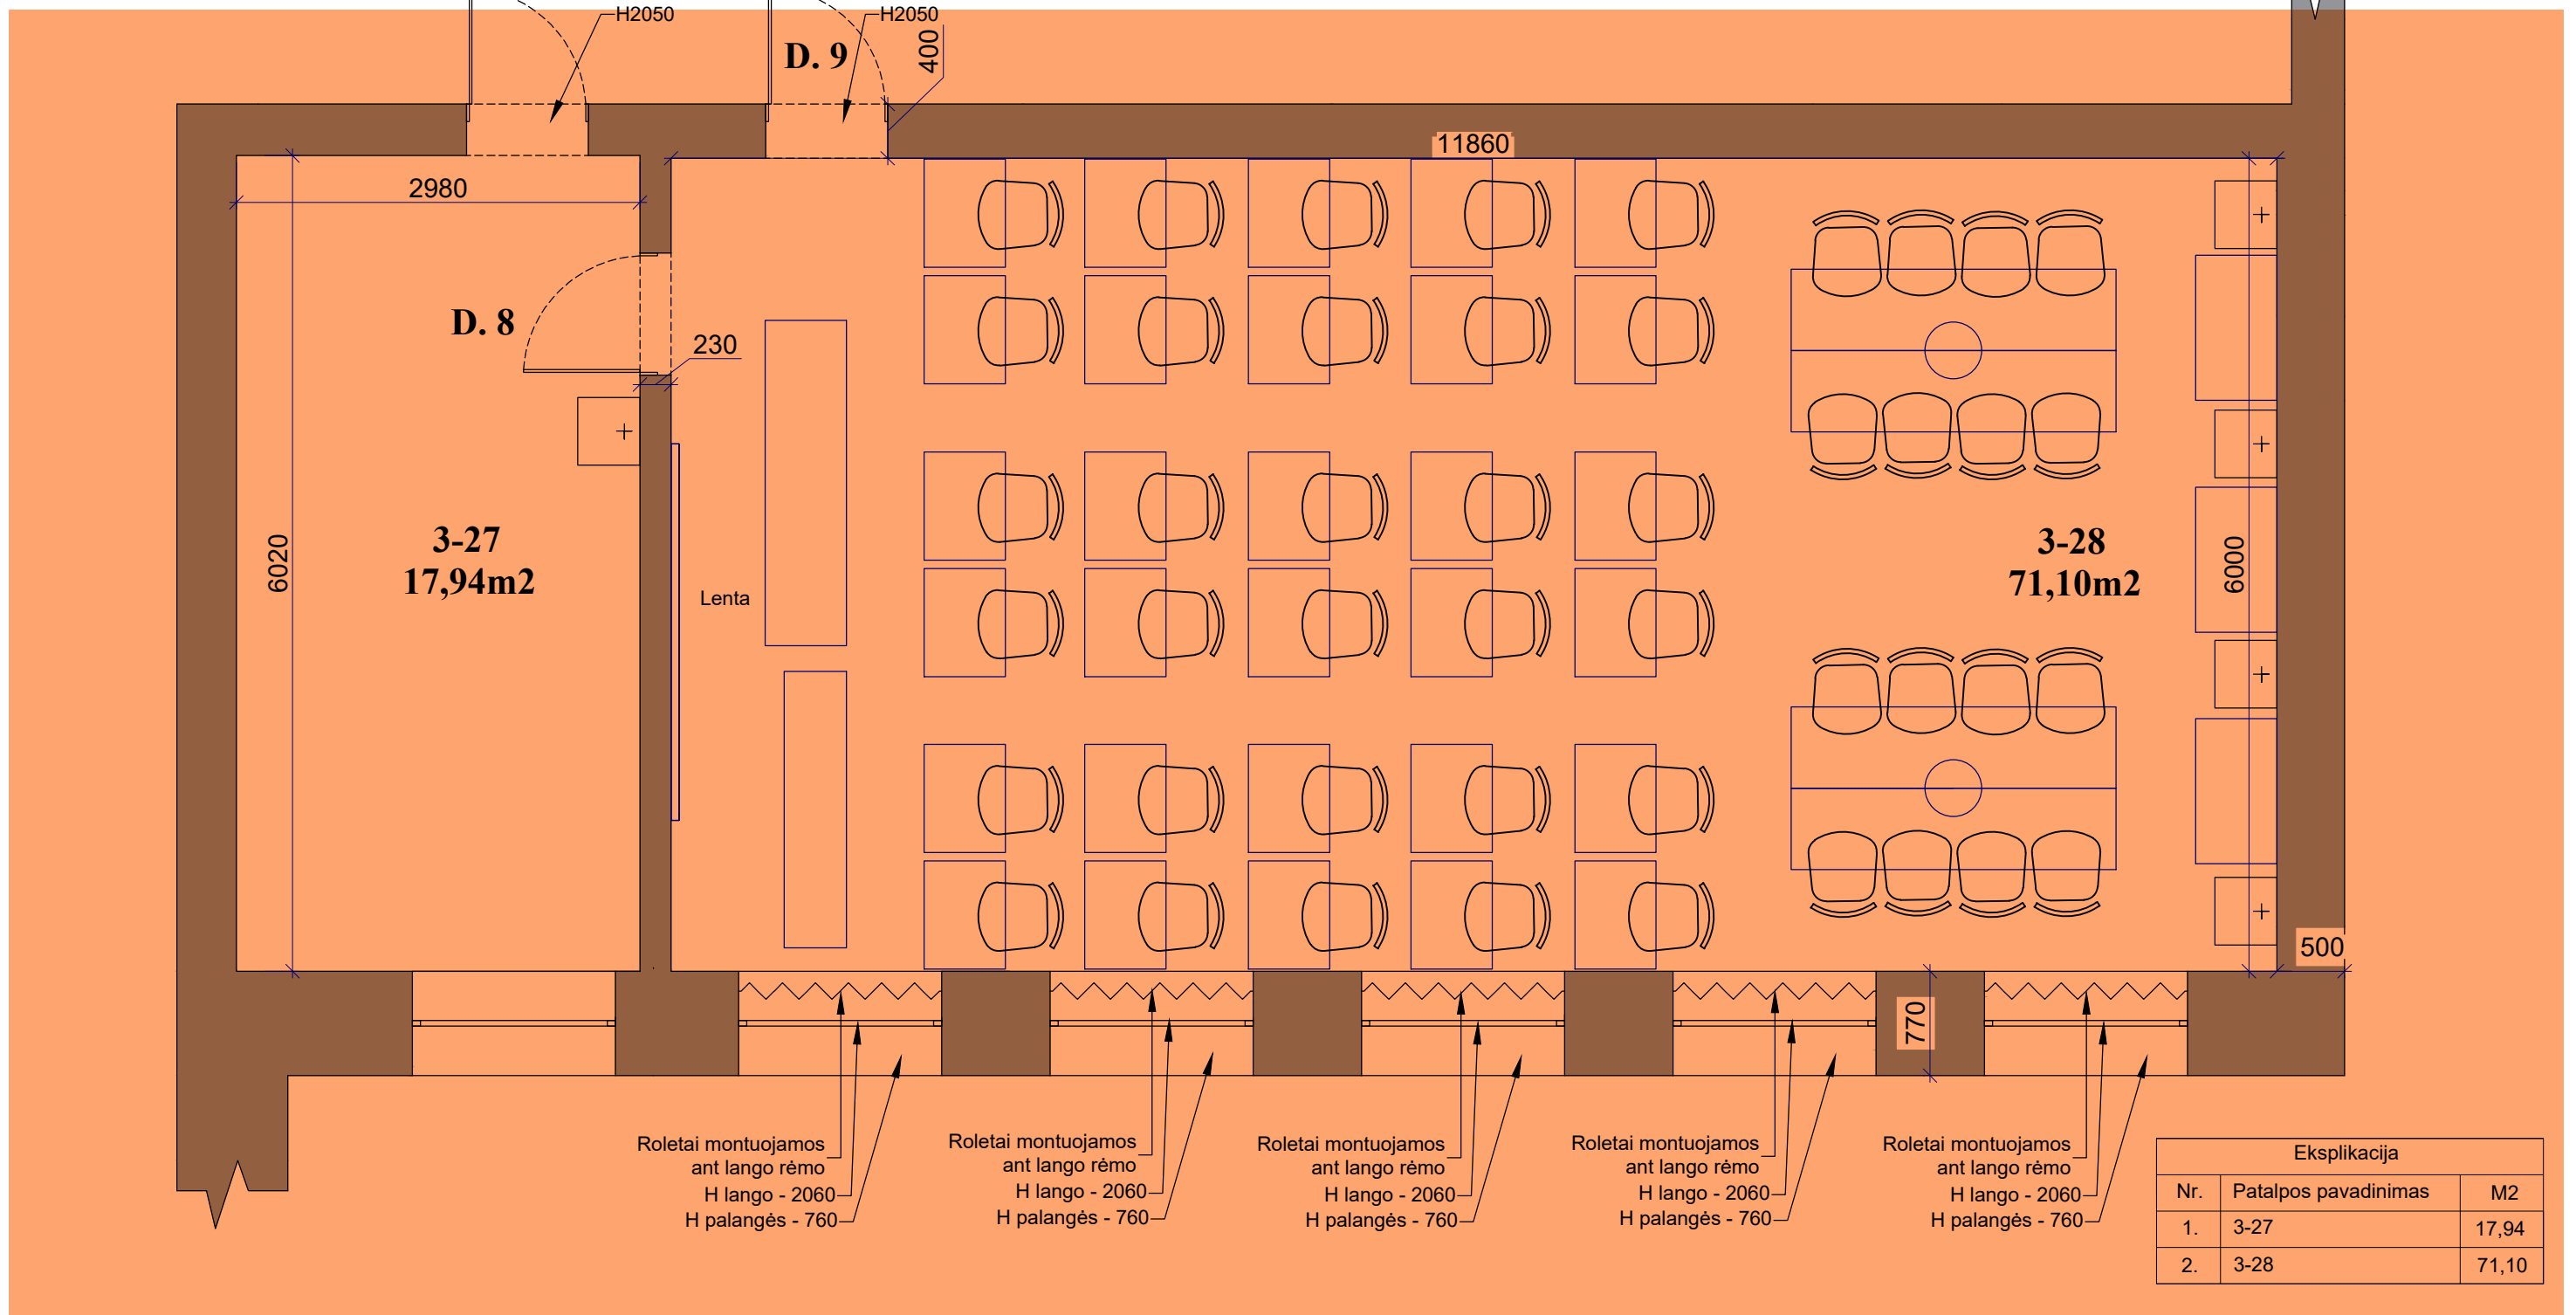 H2050
H2050
D. 9
400
11860
2980
D. 8
230
3-27
17,94m2
6020
Lenta
3-28
71,10m2
6000
500
770
Roletai montuojamos
ant lango rėmo
H lango - 2060
H palangės - 760
Roletai montuojamos
ant lango rėmo
H lango - 2060
H palangės - 760
Roletai montuojamos
ant lango rėmo
H lango - 2060
H palangės - 760
Roletai montuojamos
ant lango rėmo
H lango - 2060
H palangės - 760
Roletai montuojamos
ant lango rėmo
H lango - 2060
H palangės - 760
Eksplikacija
Nr. Patalpos pavadinimas M2
1. 3-27 17,94
2. 3-28 71,10